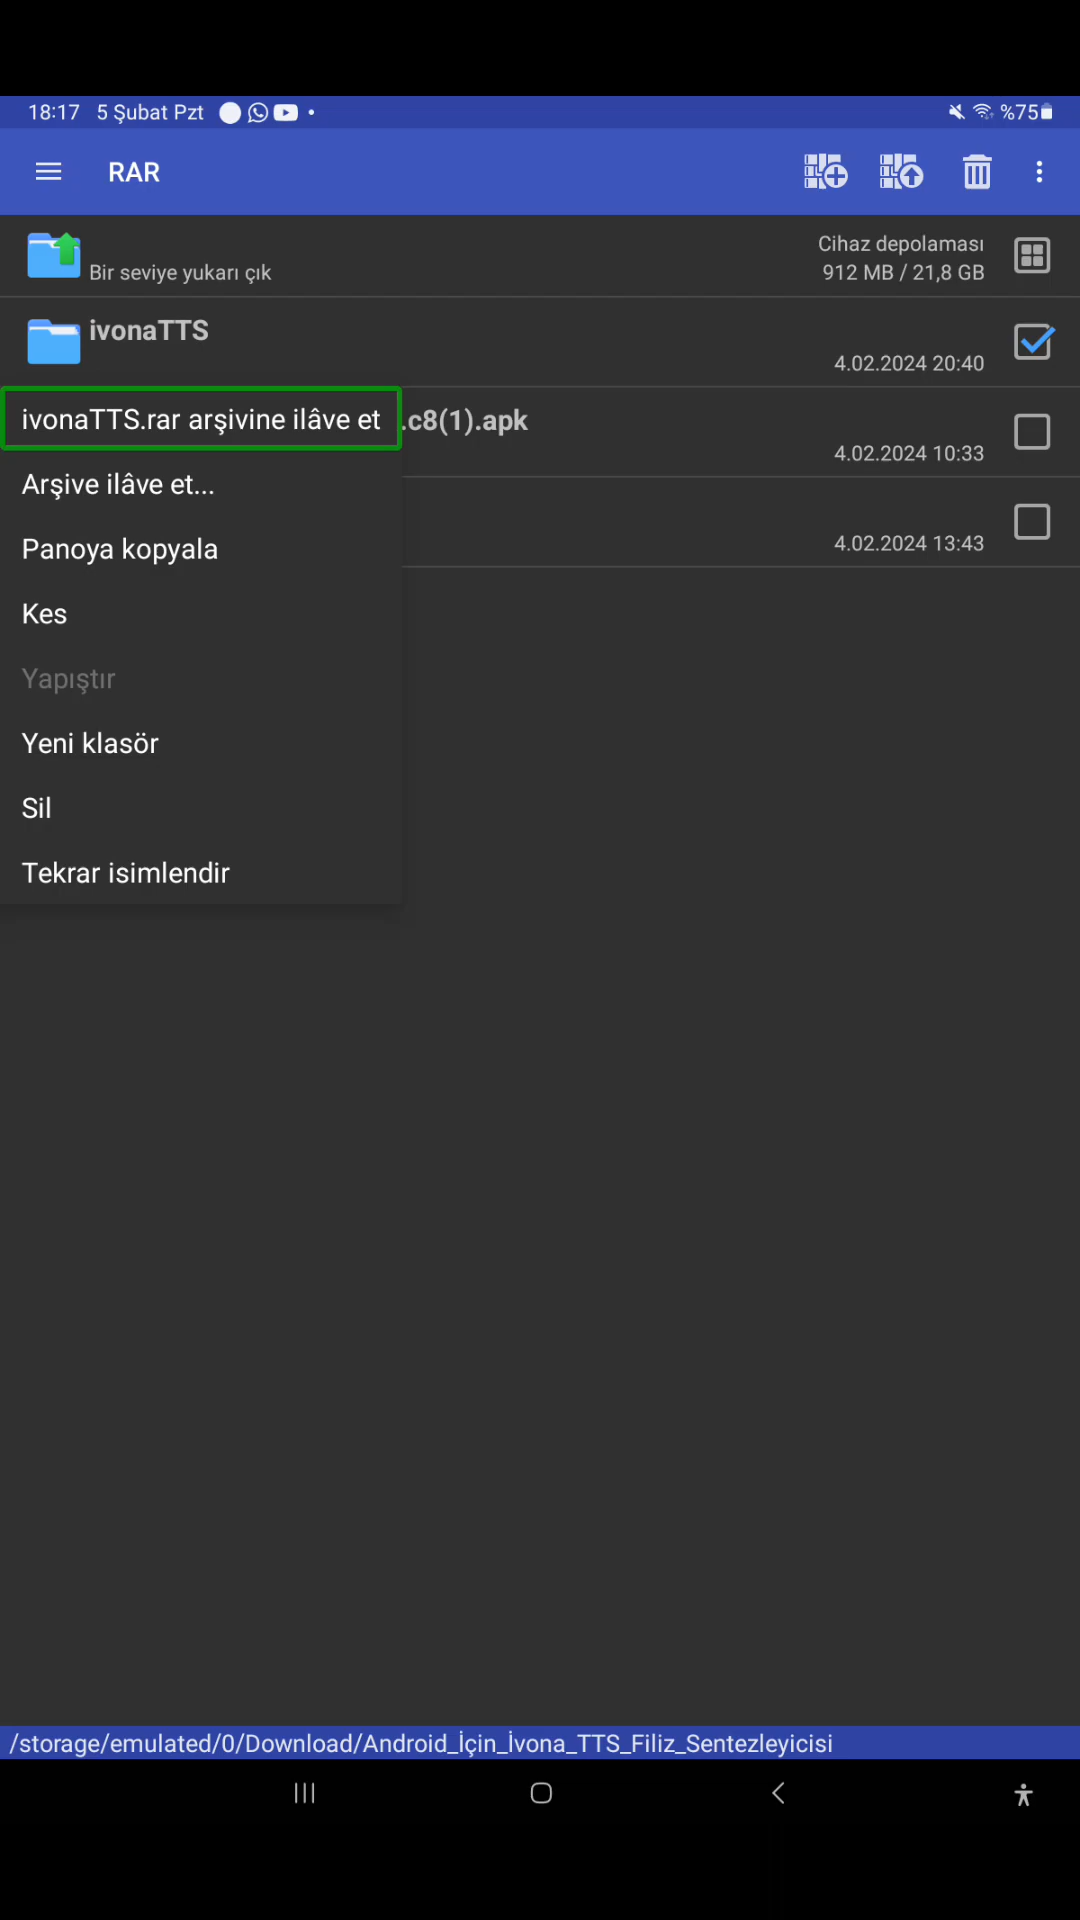 18:17 5 Şubat Pzt • %75
RAR
Bir seviye yukarı çık
Cihaz depolaması
912 MB / 21,8 GB
ivonaTTS
4.02.2024 20:40
ivonaTTS.rar arşivine ilâve et
.c8(1).apk
4.02.2024 10:33
Arşive ilâve et...
4.02.2024 13:43
Panoya kopyala
Kes
Yapıştır
Yeni klasör
Sil
Tekrar isimlendir
/storage/emulated/0/Download/Android_İçin_İvona_TTS_Filiz_Sentezleyicisi